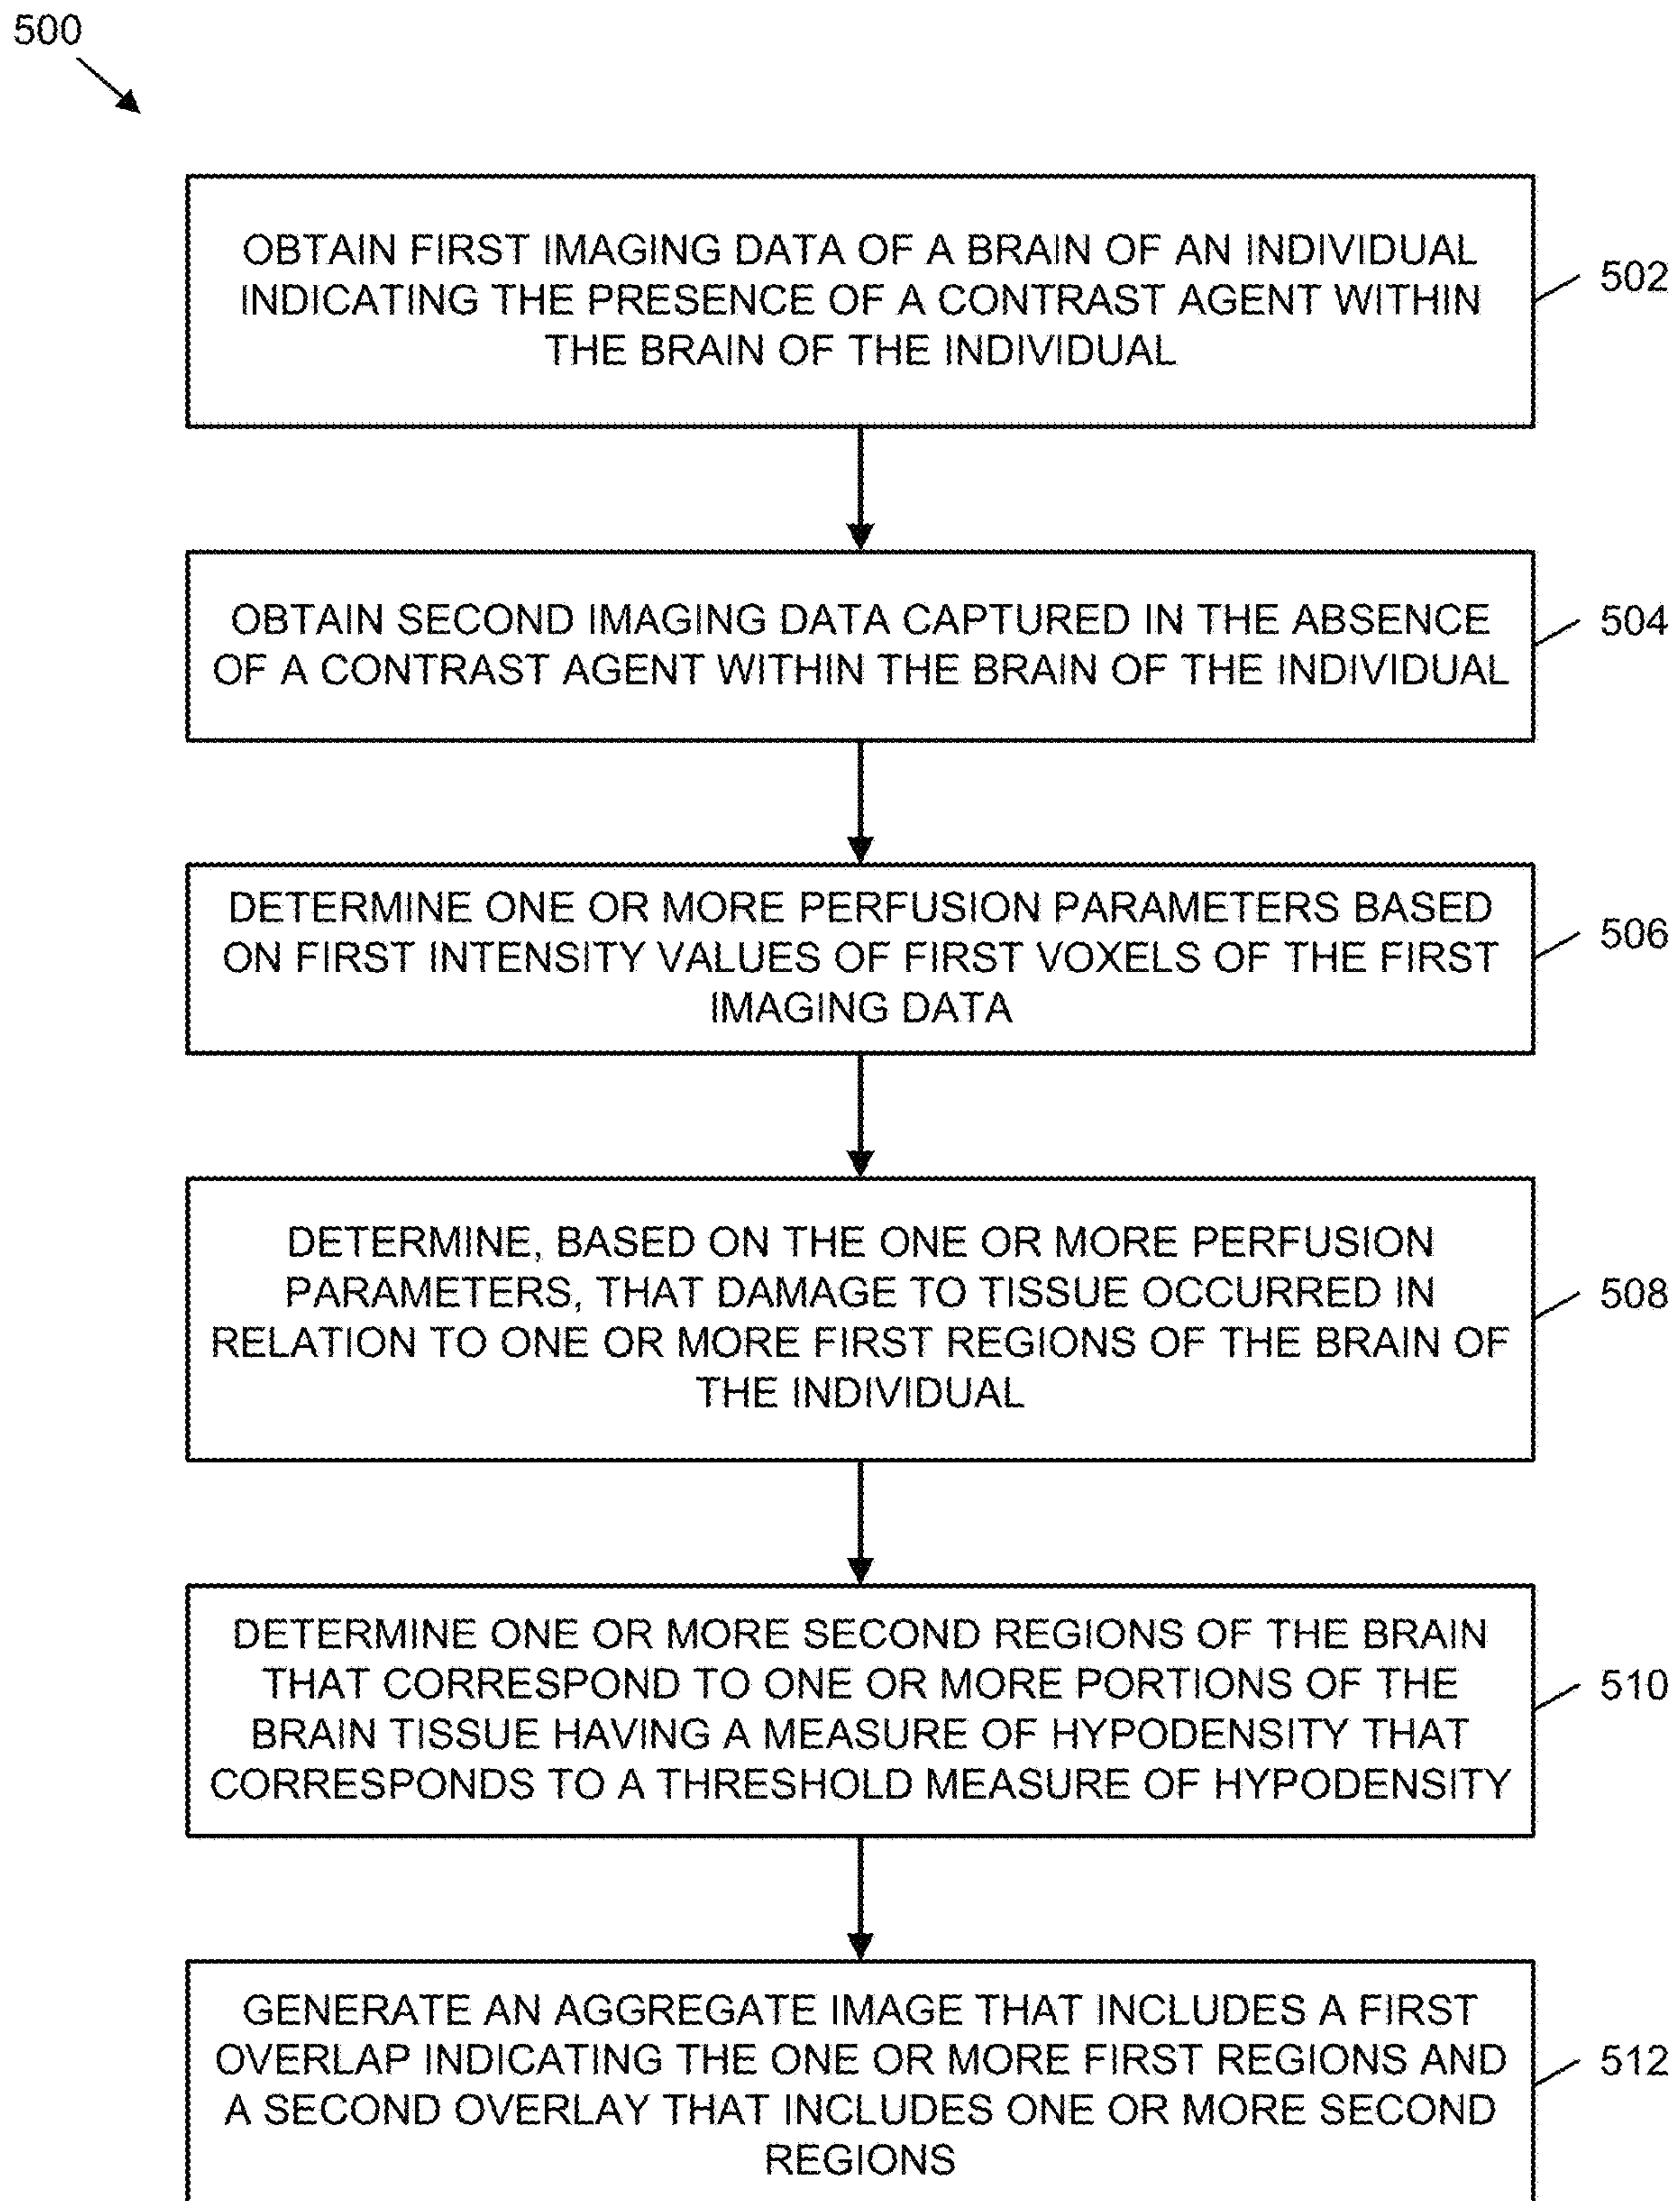 500
OBTAIN FIRST IMAGING DATA OF A BRAIN OF AN INDIVIDUAL
INDICATING THE PRESENCE OF A CONTRAST AGENT WITHIN
THE BRAIN OF THE INDIVIDUAL
502
OBTAIN SECOND IMAGING DATA CAPTURED IN THE ABSENCE
OF A CONTRAST AGENT WITHIN THE BRAIN OF THE INDIVIDUAL
504
DETERMINE ONE OR MORE PERFUSION PARAMETERS BASED
ON FIRST INTENSITY VALUES OF FIRST VOXELS OF THE FIRST
IMAGING DATA
506
DETERMINE, BASED ON THE ONE OR MORE PERFUSION
PARAMETERS, THAT DAMAGE TO TISSUE OCCURRED IN
RELATION TO ONE OR MORE FIRST REGIONS OF THE BRAIN OF
THE INDIVIDUAL
508
DETERMINE ONE OR MORE SECOND REGIONS OF THE BRAIN
THAT CORRESPOND TO ONE OR MORE PORTIONS OF THE
BRAIN TISSUE HAVING A MEASURE OF HYPODENSITY THAT
CORRESPONDS TO A THRESHOLD MEASURE OF HYPODENSITY
510
GENERATE AN AGGREGATE IMAGE THAT INCLUDES A FIRST
OVERLAP INDICATING THE ONE OR MORE FIRST REGIONS AND
A SECOND OVERLAY THAT INCLUDES ONE OR MORE SECOND
REGIONS
512